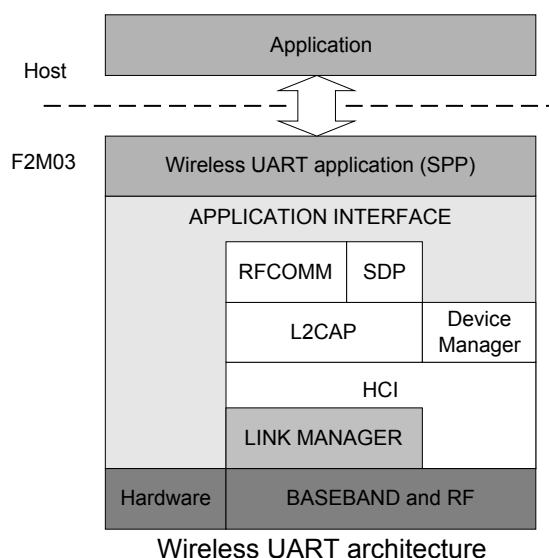 Application
Host
F2M03
Wireless UART application (SPP)
APPLICATION INTERFACE
RFCOMM
SDP
L2CAP
Device
Manager
HCI
LINK MANAGER
Hardware
BASEBAND and RF
Wireless UART architecture